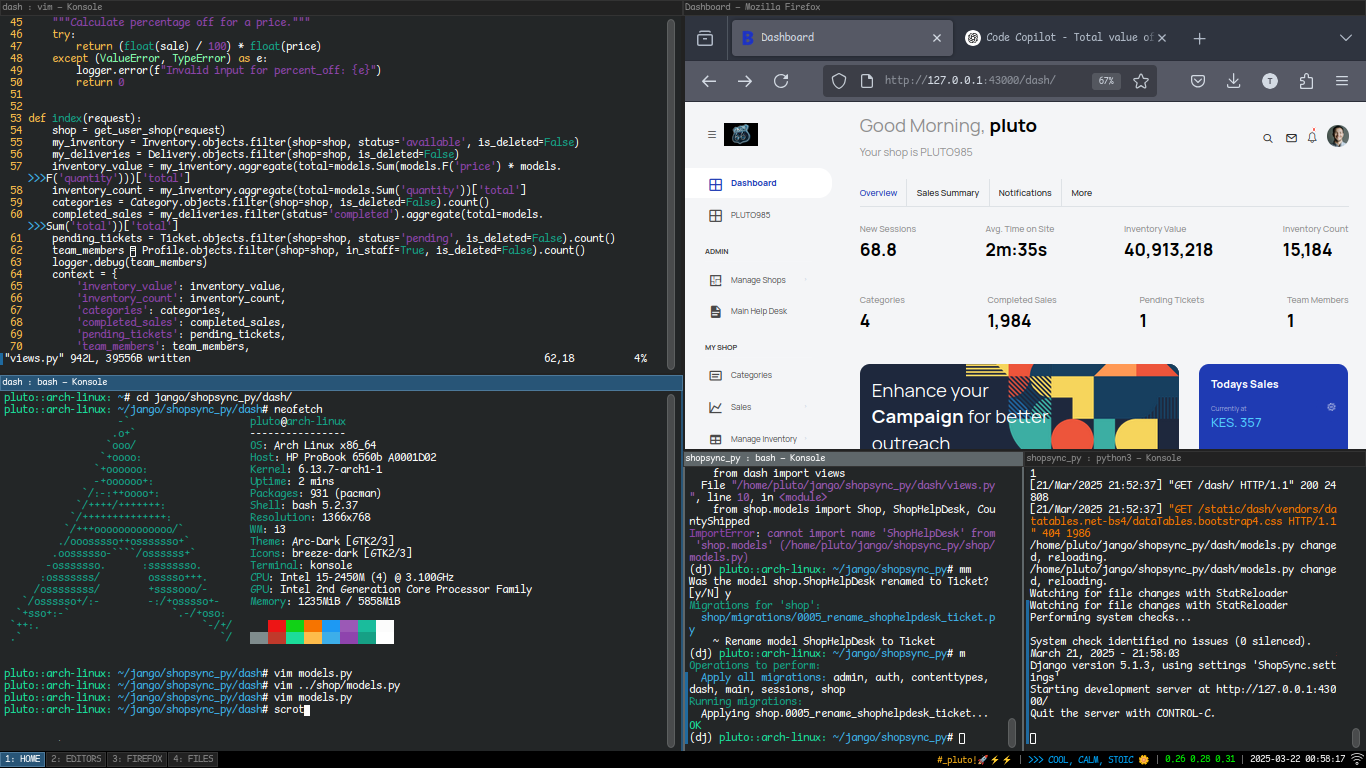 dash : vim — Konsole
45     """Calculate percentage off for a price."""
46     try:
47         return (float(sale) / 100) * float(price)
48     except (ValueError, TypeError) as e:
49         logger.error(f"Invalid input for percent_off: {e}")
50         return 0
51
52
53 def index(request):
54     shop = get_user_shop(request)
55     my_inventory = Inventory.objects.filter(shop=shop, status='available', is_deleted=False)
56     my_deliveries = Delivery.objects.filter(shop=shop, is_deleted=False)
57     inventory_value = my_inventory.aggregate(total=models.Sum(models.F('price') * models.
>>>F('quantity')))['total']
58     inventory_count = my_inventory.aggregate(total=models.Sum('quantity'))['total']
59     categories = Category.objects.filter(shop=shop, is_deleted=False).count()
60     completed_sales = my_deliveries.filter(status='completed').aggregate(total=models.
>>>Sum('total'))['total']
61     pending_tickets = Ticket.objects.filter(shop=shop, status='pending', is_deleted=False).count()
62     team_members = Profile.objects.filter(shop=shop, in_staff=True, is_deleted=False).count()
63     logger.debug(team_members)
64     context = {
65         'inventory_value': inventory_value,
66         'inventory_count': inventory_count,
67         'categories': categories,
68         'completed_sales': completed_sales,
69         'pending_tickets': pending_tickets,
70         'team_members': team_members,
"views.py" 942L, 39556B written 62,18 4%
dash : bash — Konsole
pluto::arch-linux: ~# cd jango/shopsync_py/dash/
pluto::arch-linux: ~/jango/shopsync_py/dash# neofetch
pluto@arch-linux
----------------
OS: Arch Linux x86_64
Host: HP ProBook 6560b A0001D02
Kernel: 6.13.7-arch1-1
Uptime: 2 mins
Packages: 931 (pacman)
Shell: bash 5.2.37
Resolution: 1366x768
WM: i3
Theme: Arc-Dark [GTK2/3]
Icons: breeze-dark [GTK2/3]
Terminal: konsole
CPU: Intel i5-2450M (4) @ 3.100GHz
GPU: Intel 2nd Generation Core Processor Family
Memory: 1235MiB / 5858MiB
pluto::arch-linux: ~/jango/shopsync_py/dash# vim models.py
pluto::arch-linux: ~/jango/shopsync_py/dash# vim ../shop/models.py
pluto::arch-linux: ~/jango/shopsync_py/dash# vim models.py
pluto::arch-linux: ~/jango/shopsync_py/dash# scrot
Dashboard — Mozilla Firefox
Dashboard
Code Copilot - Total value of
http://127.0.0.1:43000/dash/
67%
T
Good Morning, pluto
Your shop is PLUTO985
Dashboard
PLUTO985
ADMIN
Manage Shops
Main Help Desk
MY SHOP
Categories
Sales
Manage Inventory
Overview
Sales Summary
Notifications
More
New Sessions
68.8
Avg. Time on Site
2m:35s
Inventory Value
40,913,218
Inventory Count
15,184
Categories
4
Completed Sales
1,984
Pending Tickets
1
Team Members
1
Enhance your
Campaign for better
outreach
Todays Sales
Currently at
KES. 357
shopsync_py : bash — Konsole
from dash import views
File "/home/pluto/jango/shopsync_py/dash/views.py
", line 10, in <module>
from shop.models import Shop, ShopHelpDesk, Cou
ntyShipped
ImportError: cannot import name 'ShopHelpDesk' from
'shop.models' (/home/pluto/jango/shopsync_py/shop/
models.py)
(dj) pluto::arch-linux: ~/jango/shopsync_py# mm
Was the model shop.ShopHelpDesk renamed to Ticket?
[y/N] y
Migrations for 'shop':
shop/migrations/0005_rename_shophelpdesk_ticket.p
y
~ Rename model ShopHelpDesk to Ticket
(dj) pluto::arch-linux: ~/jango/shopsync_py# m
Operations to perform:
Apply all migrations: admin, auth, contenttypes,
dash, main, sessions, shop
Running migrations:
Applying shop.0005_rename_shophelpdesk_ticket...
OK
(dj) pluto::arch-linux: ~/jango/shopsync_py#
shopsync_py : python3 — Konsole
1
[21/Mar/2025 21:52:37] "GET /dash/ HTTP/1.1" 200 24
808
[21/Mar/2025 21:52:37] "GET /static/dash/vendors/da
tatables.net-bs4/dataTables.bootstrap4.css HTTP/1.1
" 404 1986
/home/pluto/jango/shopsync_py/dash/models.py change
d, reloading.
/home/pluto/jango/shopsync_py/dash/models.py change
d, reloading.
Watching for file changes with StatReloader
Watching for file changes with StatReloader
Performing system checks...
System check identified no issues (0 silenced).
March 21, 2025 - 21:58:03
Django version 5.1.3, using settings 'ShopSync.sett
ings'
Starting development server at http://127.0.0.1:430
00/
Quit the server with CONTROL-C.
1: HOME 2: EDITORS 3: FIREFOX 4: FILES
#_pluto!🚀⚡⚡ | >>> COOL, CALM, STOIC 🌼 | 0.26 0.28 0.31 | 2025-03-22 00:58:17